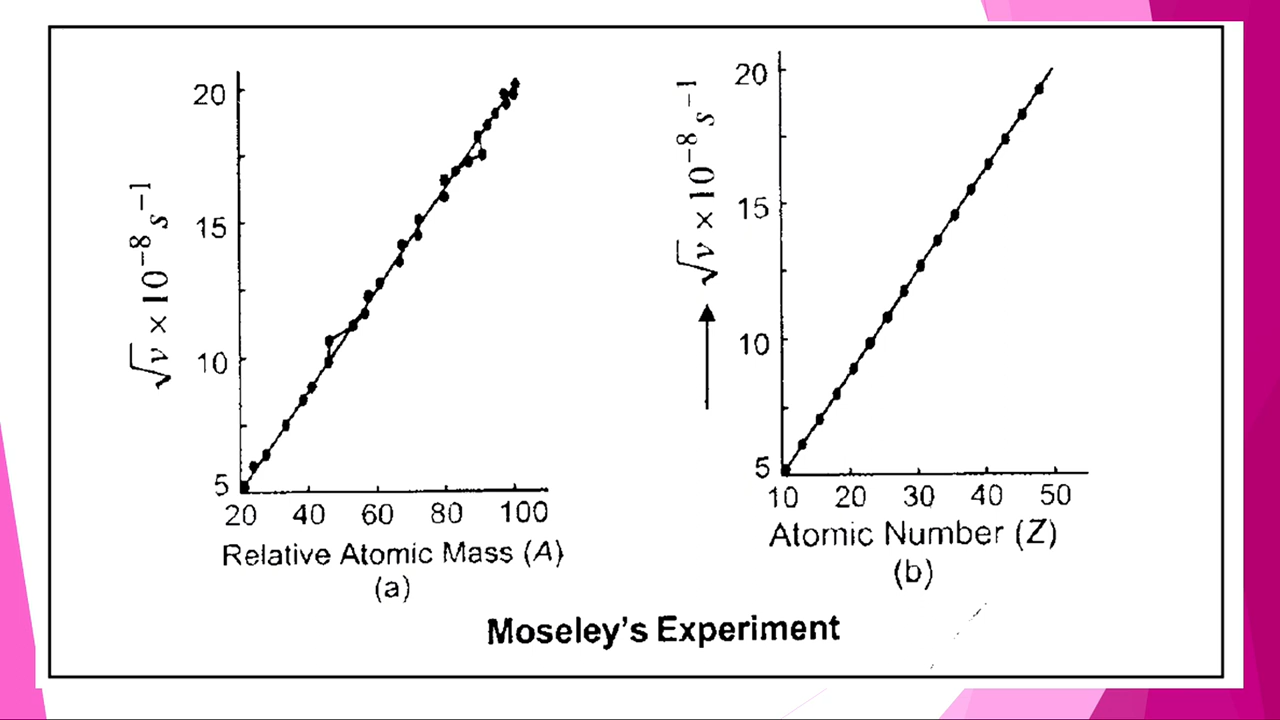 20
15
10
5
√ν × 10⁻⁸ s⁻¹
20 40 60 80 100
Relative Atomic Mass (A)
(a)
20
15
10
5
√ν × 10⁻⁸ s⁻¹
10 20 30 40 50
Atomic Number (Z)
(b)
Moseley's Experiment